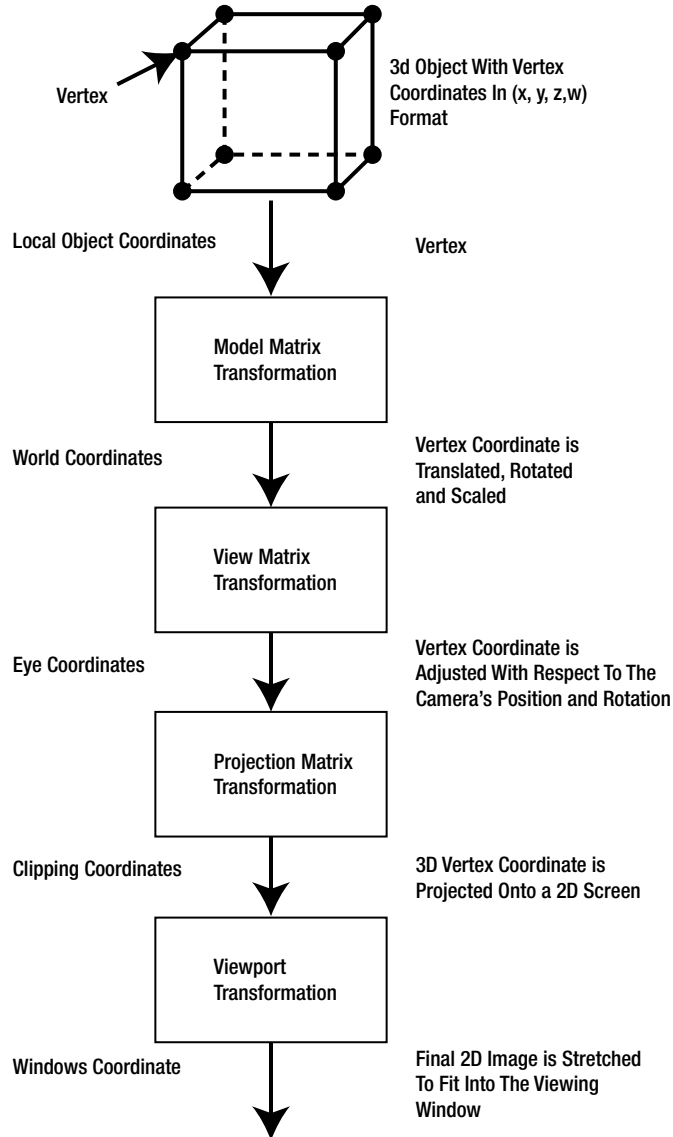 3d Object With Vertex
Coordinates In (x, y, z,w)
Format
Vertex
Local Object Coordinates
Vertex
Model Matrix
Transformation
World Coordinates
Vertex Coordinate is
Translated, Rotated
and Scaled
View Matrix
Transformation
Eye Coordinates
Vertex Coordinate is
Adjusted With Respect To The
Camera's Position and Rotation
Projection Matrix
Transformation
Clipping Coordinates
3D Vertex Coordinate is
Projected Onto a 2D Screen
Viewport
Transformation
Windows Coordinate
Final 2D Image is Stretched
To Fit Into The Viewing
Window